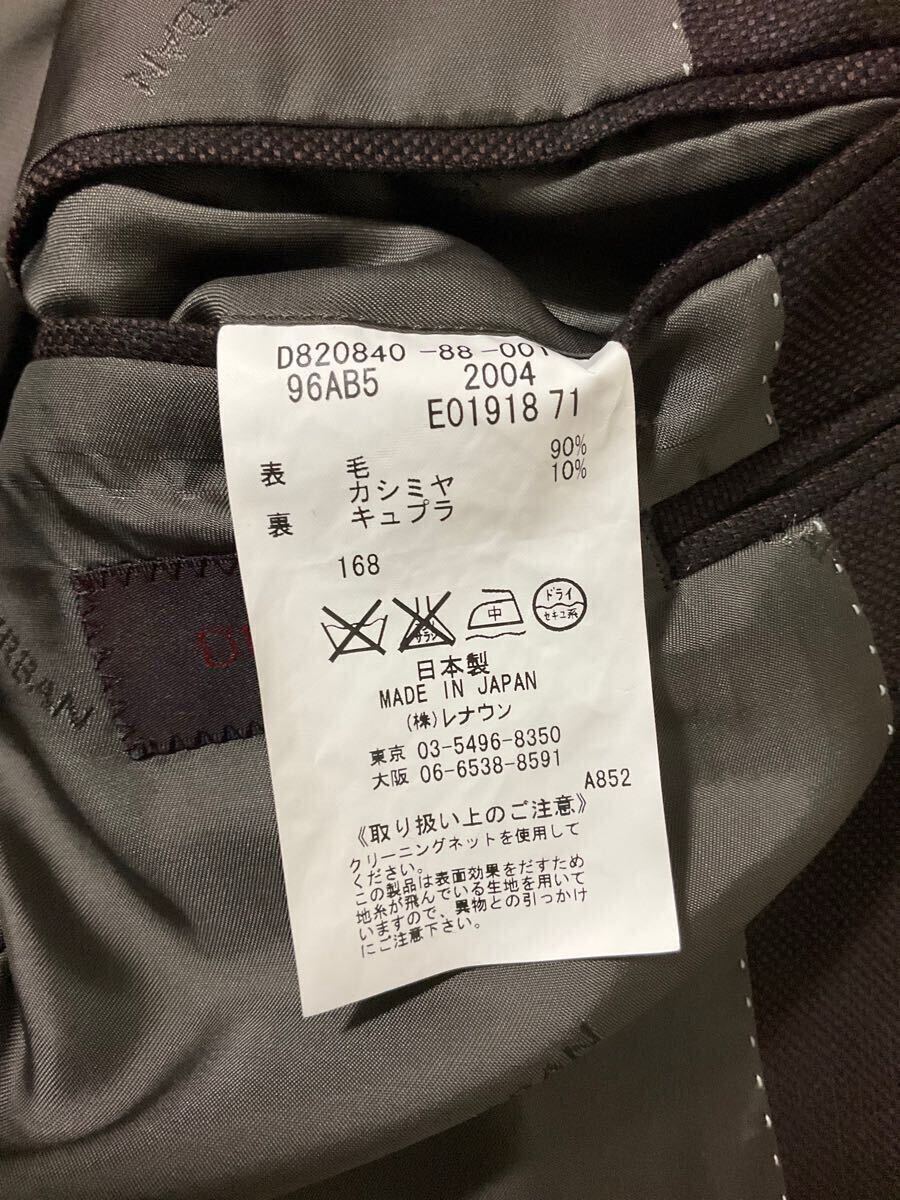 D820840 -88 -001
96AB5 2004
E01918 71
表 毛 90%
カシミヤ 10%
裏 キュプラ
168
サラシ
中
ドライ
セキユ系
日本製
MADE IN JAPAN
(株)レナウン
東京 03-5496-8350
大阪 06-6538-8591
A852
《取り扱い上のご注意》
クリーニングネットを使用して
ください。
この製品は表面効果をだすため
地糸が飛んでいる生地を用いて
いますので、異物との引っかけ
にご注意下さい。
URBAN